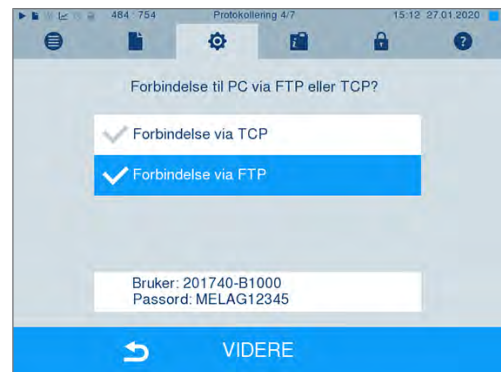 484 754 Protokollering 4/7 15:12 27.01.2020
Forbindelse til PC via FTP eller TCP?
Forbindelse via TCP
Forbindelse via FTP
Bruker: 201740-B1000
Passord: MELAG12345
VIDERE